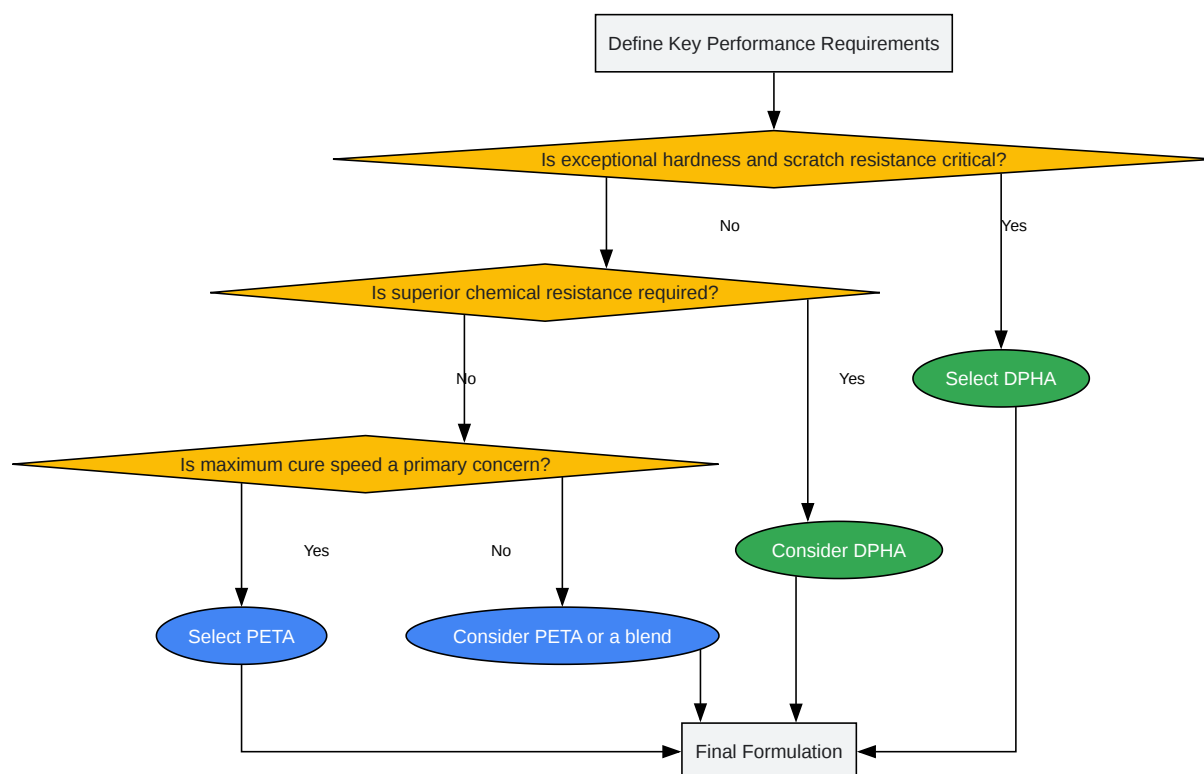 Define Key Performance Requirements
Is exceptional hardness and scratch resistance critical?
No
Yes
Is superior chemical resistance required?
No
Yes
Select DPHA
Is maximum cure speed a primary concern?
Yes
No
Consider DPHA
Select PETA
Consider PETA or a blend
Final Formulation